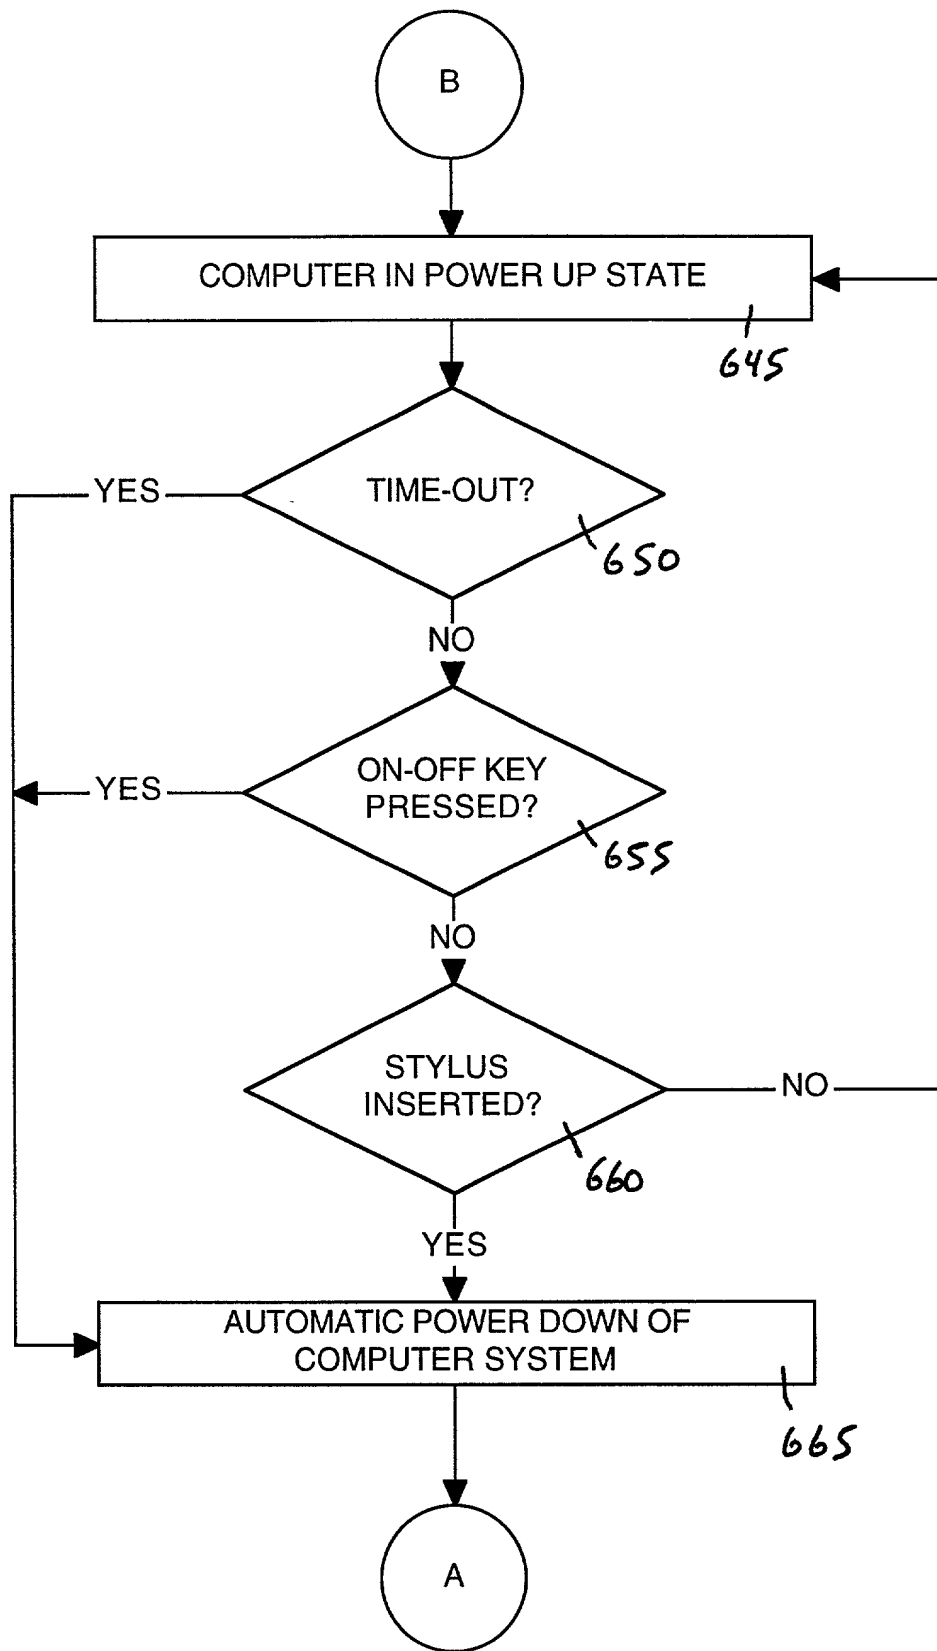 B
COMPUTER IN POWER UP STATE
645
TIME-OUT?
YES
650
NO
ON-OFF KEY
PRESSED?
YES
655
NO
STYLUS
INSERTED?
NO
660
YES
AUTOMATIC POWER DOWN OF
COMPUTER SYSTEM
665
A